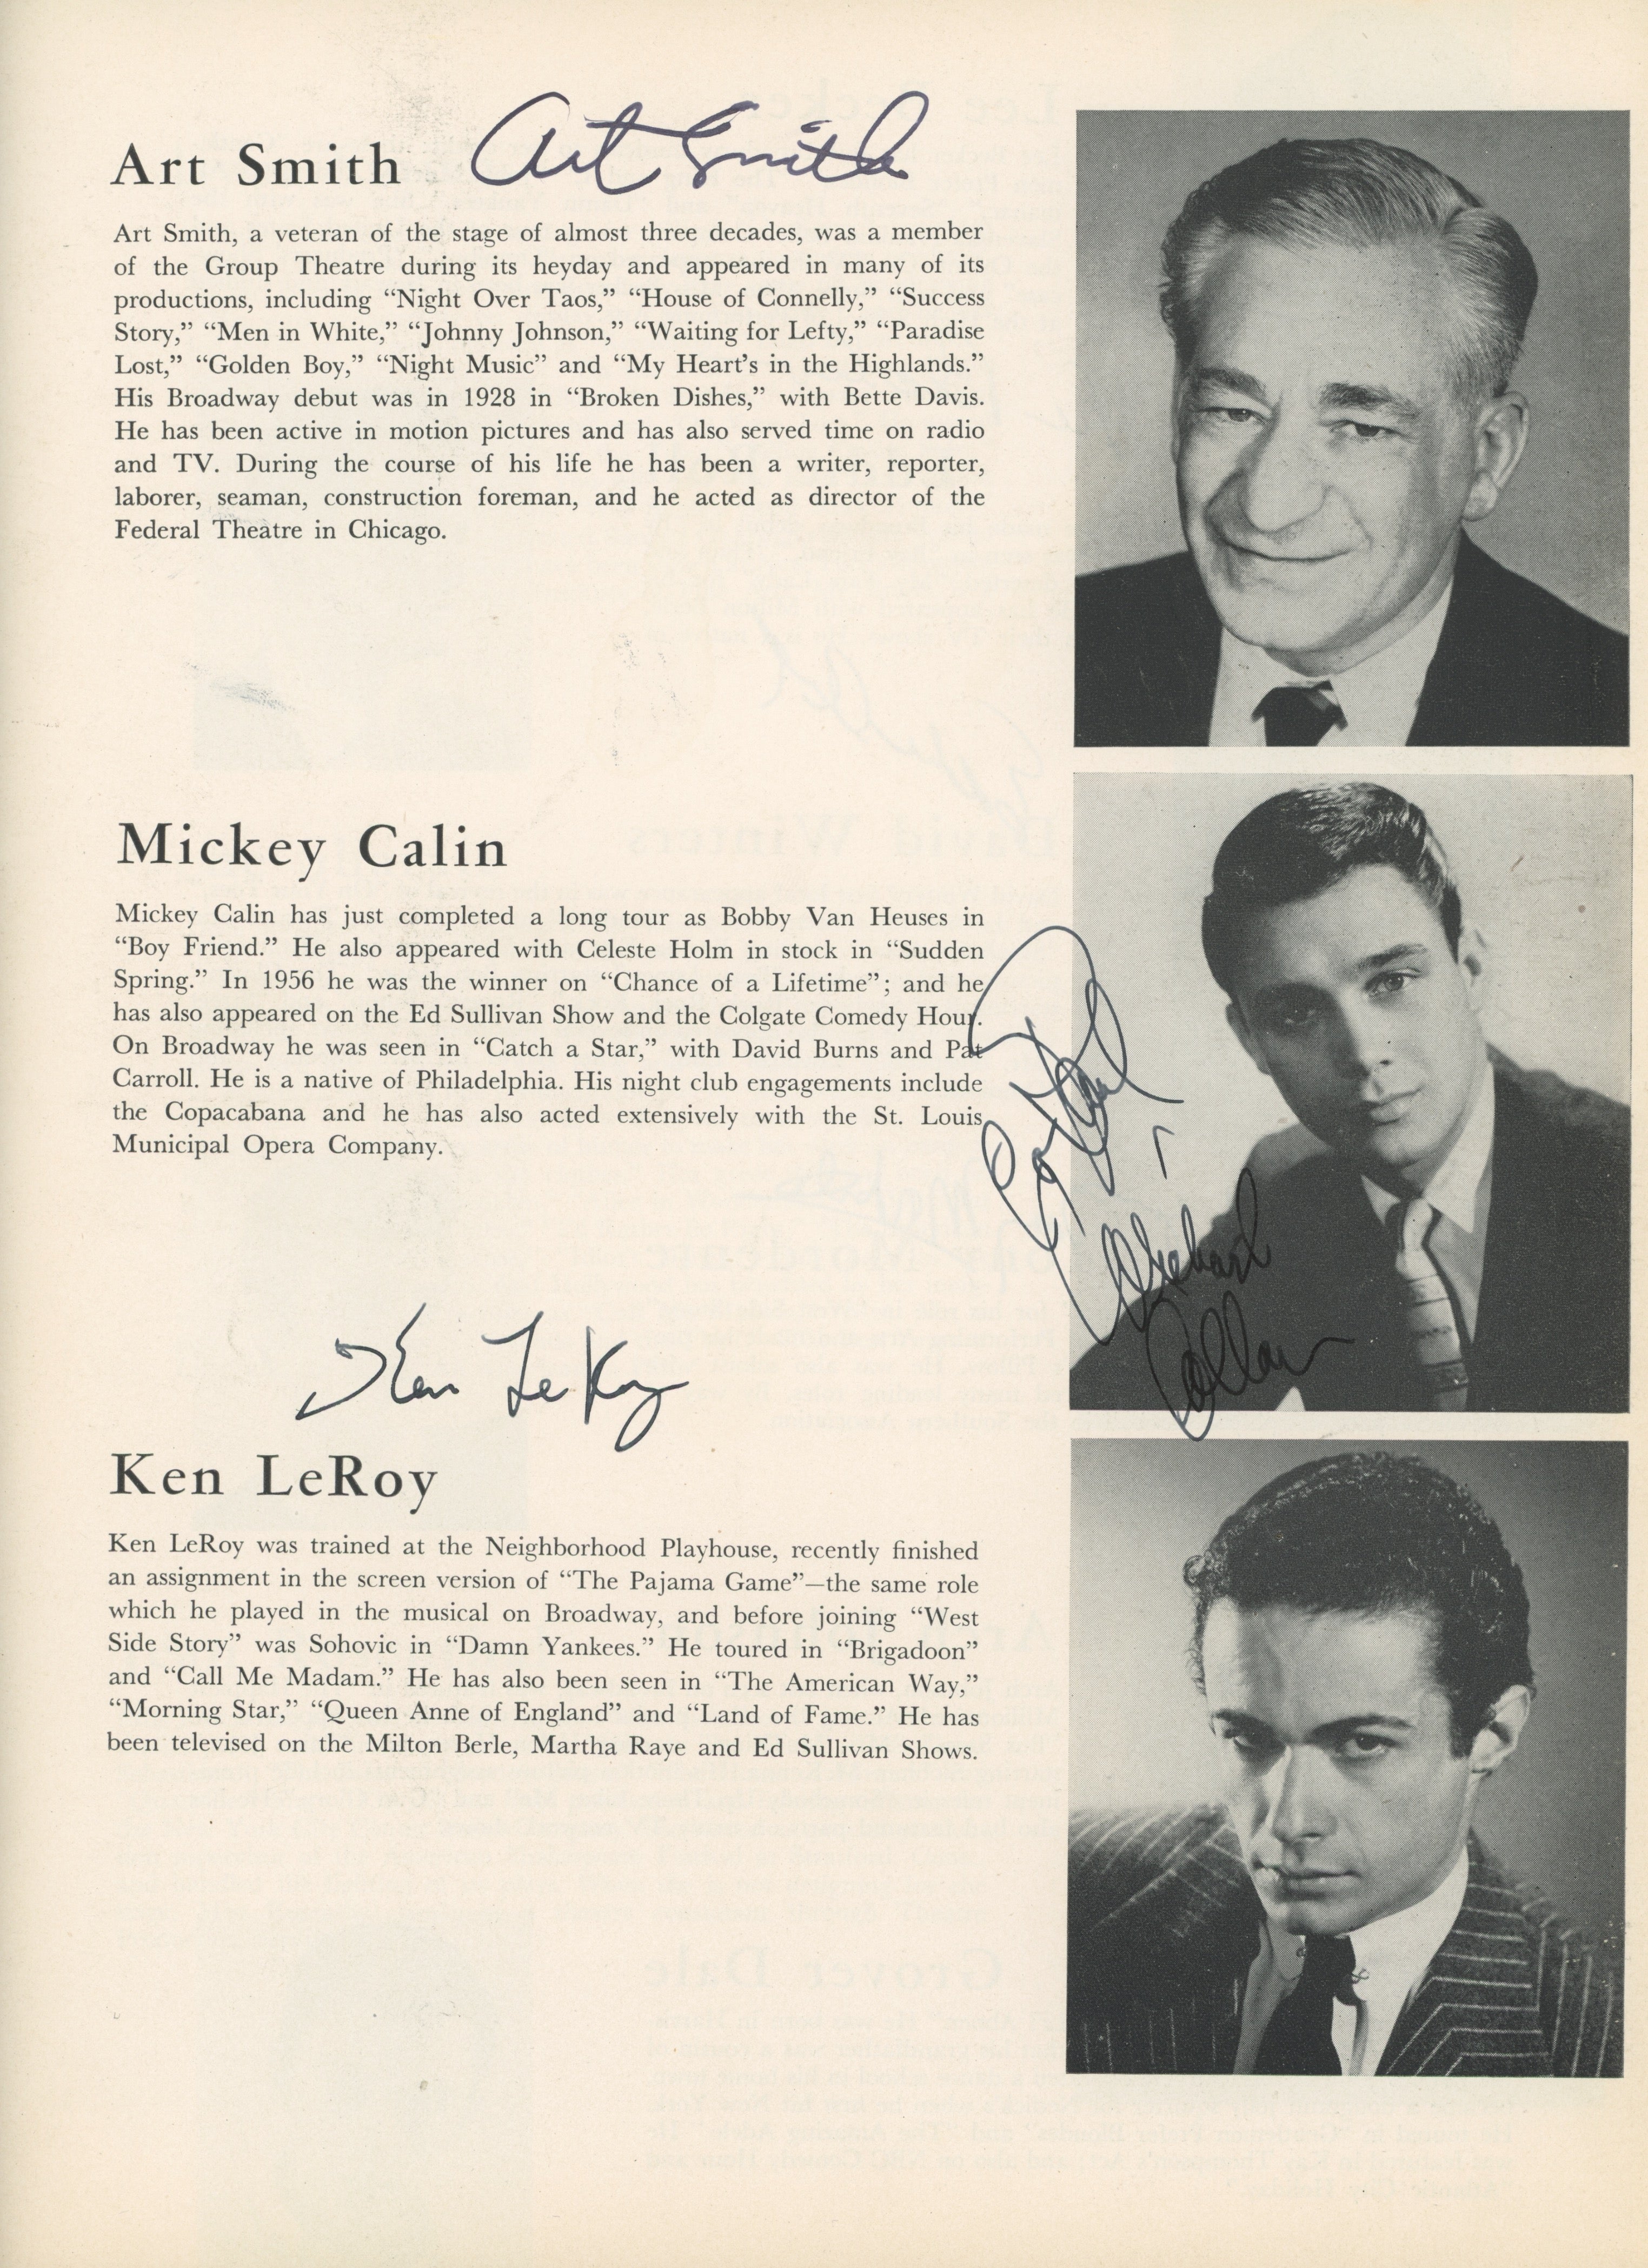 Art Smith Art Smith
Art Smith, a veteran of the stage of almost three decades, was a member
of the Group Theatre during its heyday and appeared in many of its
productions, including “Night Over Taos,” “House of Connelly,” “Success
Story,” “Men in White,” “Johnny Johnson,” “Waiting for Lefty,” “Paradise
Lost,” “Golden Boy,” “Night Music” and “My Heart’s in the Highlands.”
His Broadway debut was in 1928 in “Broken Dishes,” with Bette Davis.
He has been active in motion pictures and has also served time on radio
and TV. During the course of his life he has been a writer, reporter,
laborer, seaman, construction foreman, and he acted as director of the
Federal Theatre in Chicago.
Mickey Calin
Mickey Calin has just completed a long tour as Bobby Van Heuses in
“Boy Friend.” He also appeared with Celeste Holm in stock in “Sudden
Spring.” In 1956 he was the winner on “Chance of a Lifetime”; and he
has also appeared on the Ed Sullivan Show and the Colgate Comedy Hour.
On Broadway he was seen in “Catch a Star,” with David Burns and Pat
Carroll. He is a native of Philadelphia. His night club engagements include
the Copacabana and he has also acted extensively with the St. Louis
Municipal Opera Company.
Michael
Callan
Ken LeRoy
Ken LeRoy
Ken LeRoy was trained at the Neighborhood Playhouse, recently finished
an assignment in the screen version of “The Pajama Game”—the same role
which he played in the musical on Broadway, and before joining “West
Side Story” was Sohovic in “Damn Yankees.” He toured in “Brigadoon”
and “Call Me Madam.” He has also been seen in “The American Way,”
“Morning Star,” “Queen Anne of England” and “Land of Fame.” He has
been televised on the Milton Berle, Martha Raye and Ed Sullivan Shows.